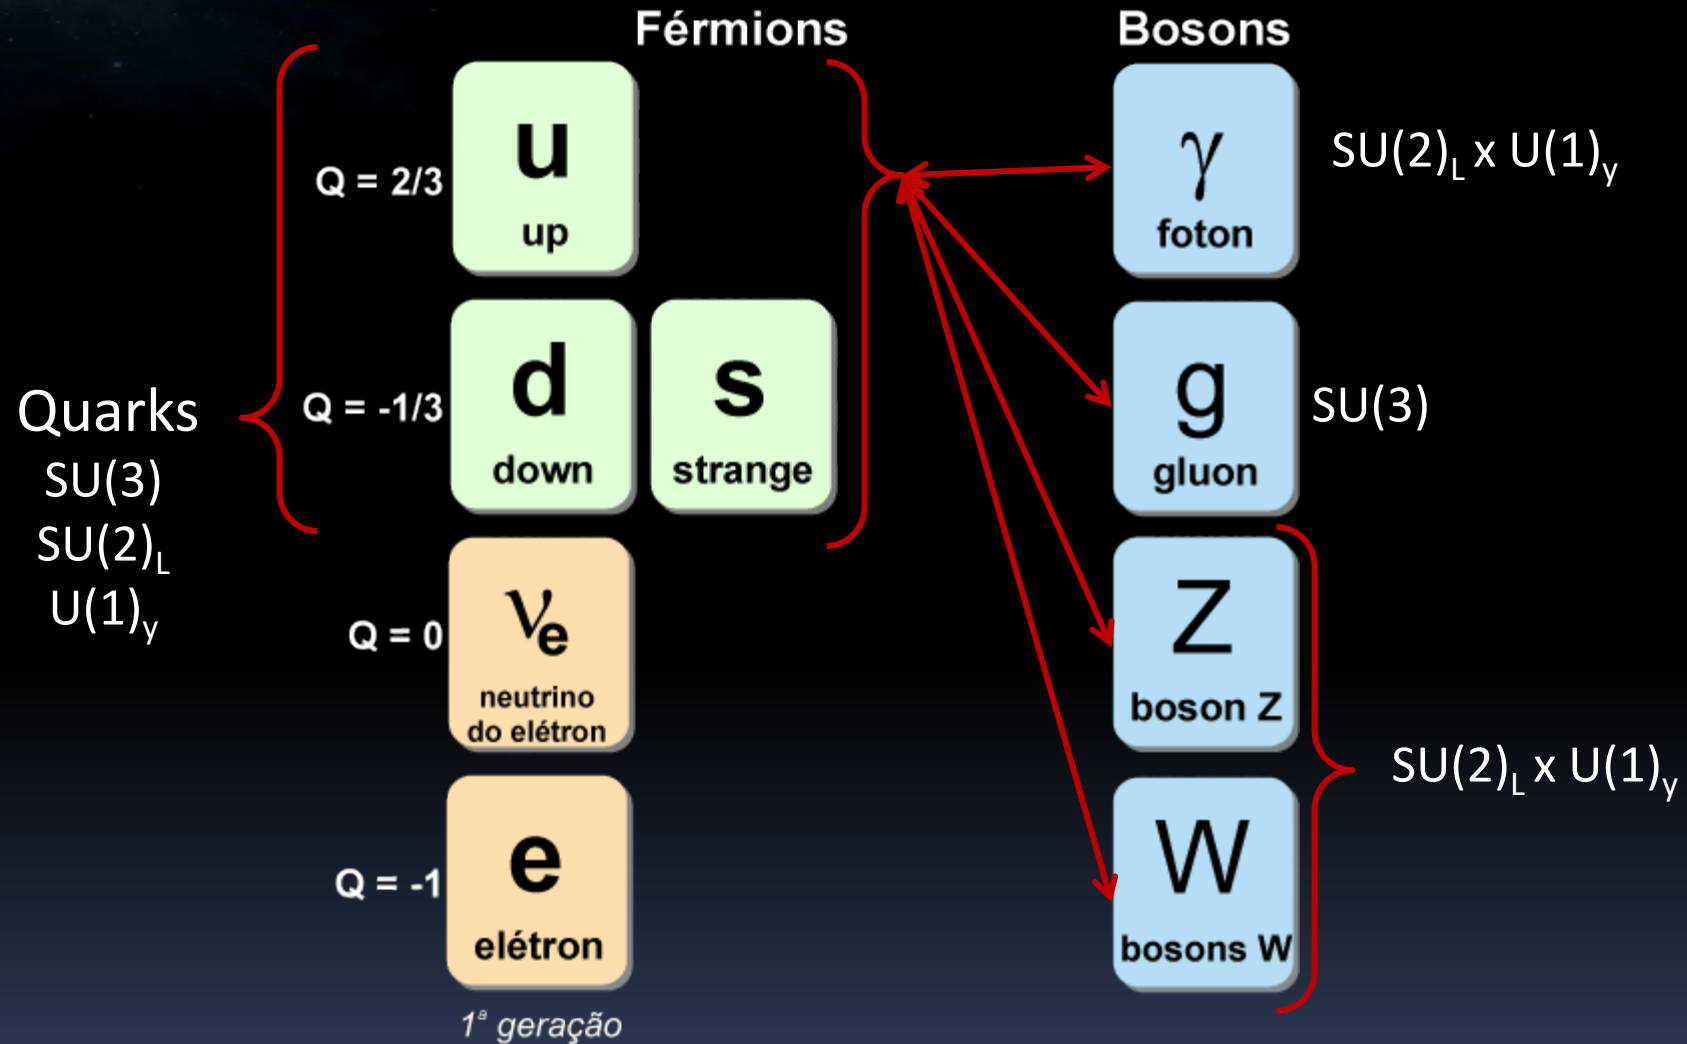 Férmions
Bosons
Q = 2/3
u
up
γ
foton
SU(2)L x U(1)y
Quarks
SU(3)
SU(2)L
U(1)y
Q = -1/3
d
down
s
strange
g
gluon
SU(3)
Q = 0
νe
neutrino
do elétron
Z
boson Z
SU(2)L x U(1)y
Q = -1
e
elétron
W
bosons W
1ª geração